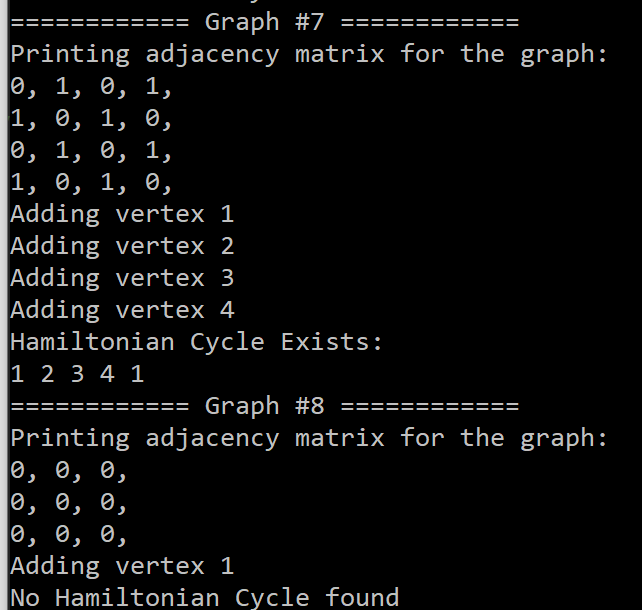 ============ Graph #7 ============
Printing adjacency matrix for the graph:
0, 1, 0, 1,
1, 0, 1, 0,
0, 1, 0, 1,
1, 0, 1, 0,
Adding vertex 1
Adding vertex 2
Adding vertex 3
Adding vertex 4
Hamiltonian Cycle Exists:
1 2 3 4 1
============ Graph #8 ============
Printing adjacency matrix for the graph:
0, 0, 0,
0, 0, 0,
0, 0, 0,
Adding vertex 1
No Hamiltonian Cycle found